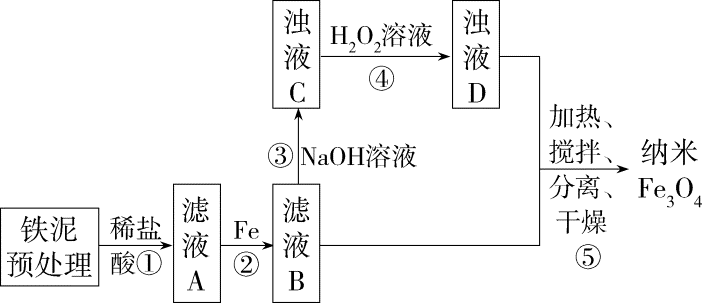 铁泥
预处理
稀盐
酸①
滤
液
A
Fe
②
滤
液
B
③NaOH溶液
浊
液
C
H₂O₂溶液
④
浊
液
D
加热、
搅拌、
分离、
干燥
⑤
纳米
Fe₃O₄